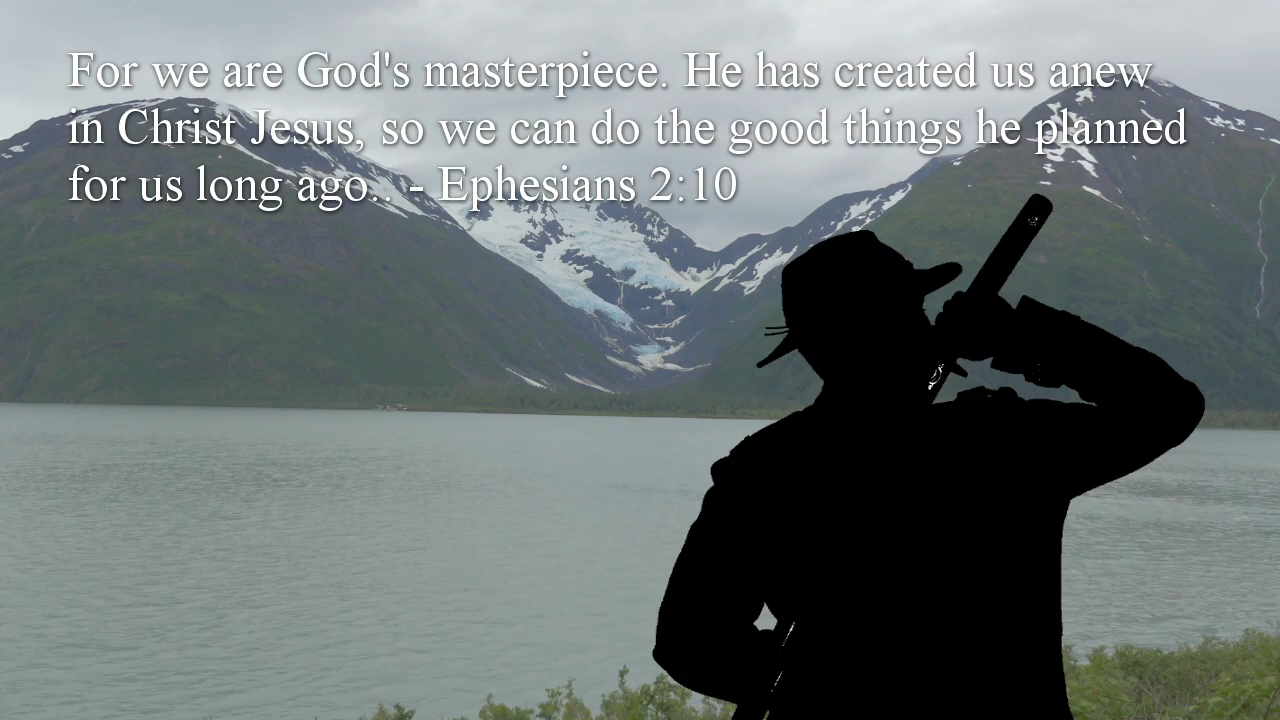 For we are God's masterpiece. He has created us anew
in Christ Jesus, so we can do the good things he planned
for us long ago.. - Ephesians 2:10